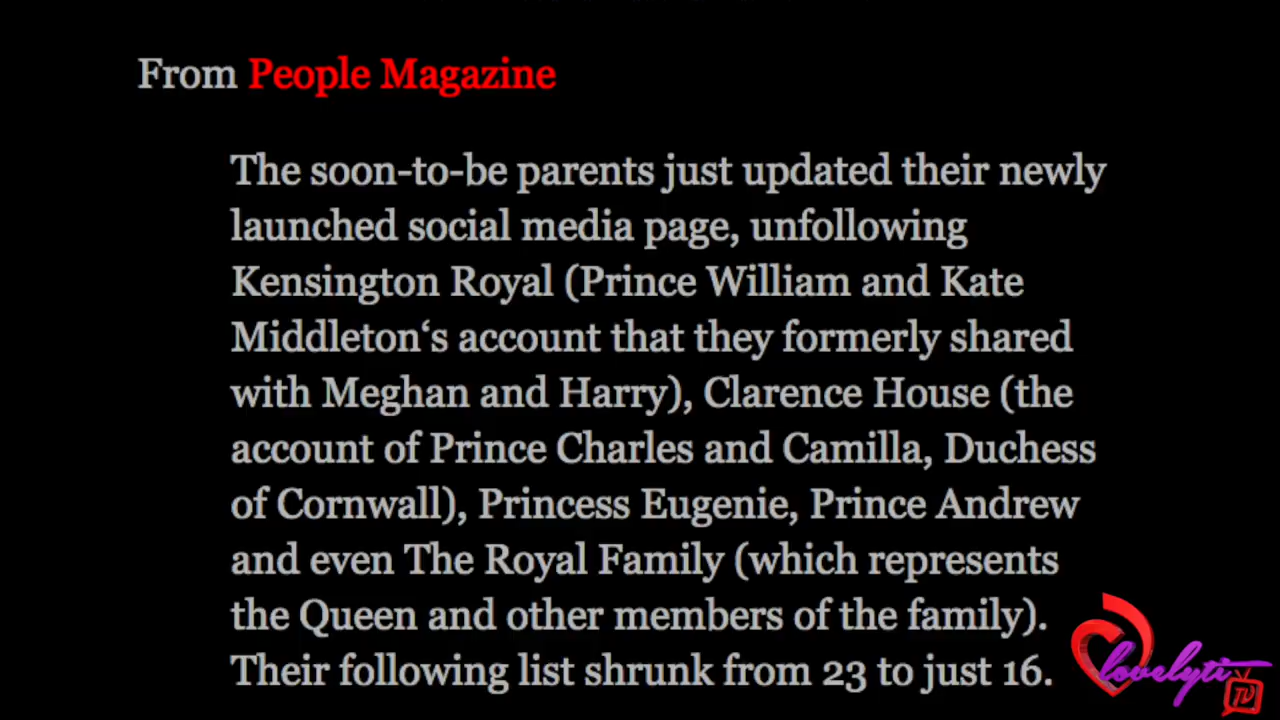 From People Magazine
The soon-to-be parents just updated their newly
launched social media page, unfollowing
Kensington Royal (Prince William and Kate
Middleton‘s account that they formerly shared
with Meghan and Harry), Clarence House (the
account of Prince Charles and Camilla, Duchess
of Cornwall), Princess Eugenie, Prince Andrew
and even The Royal Family (which represents
the Queen and other members of the family).
Their following list shrunk from 23 to just 16.
lovelyti
TV